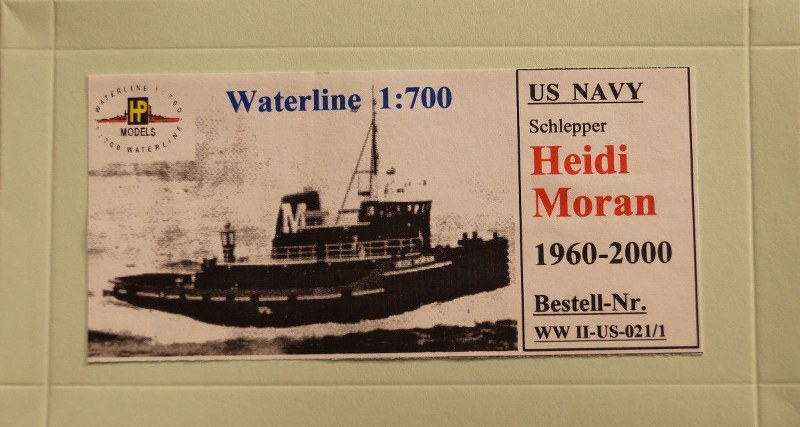 WATERLINE 1:700
HP
MODELS
1:700 WATERLINE
Waterline 1:700
M
US NAVY
Schlepper
Heidi
Moran
1960-2000
Bestell-Nr.
WW II-US-021/1